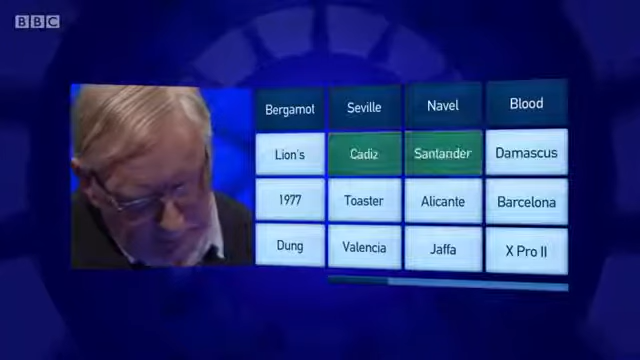 BBC
Bergamot Seville Navel Blood
Lion's Cadiz Santander Damascus
1977 Toaster Alicante Barcelona
Dung Valencia Jaffa X Pro II